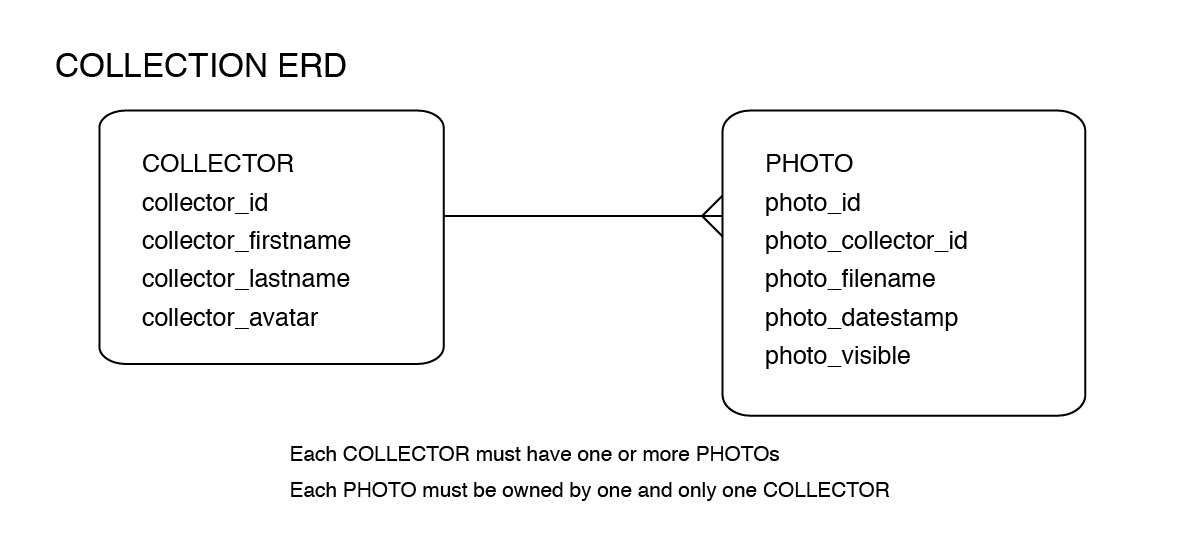 COLLECTION ERD
COLLECTOR
collector_id
collector_firstname
collector_lastname
collector_avatar
PHOTO
photo_id
photo_collector_id
photo_filename
photo_datestamp
photo_visible
Each COLLECTOR must have one or more PHOTOs
Each PHOTO must be owned by one and only one COLLECTOR